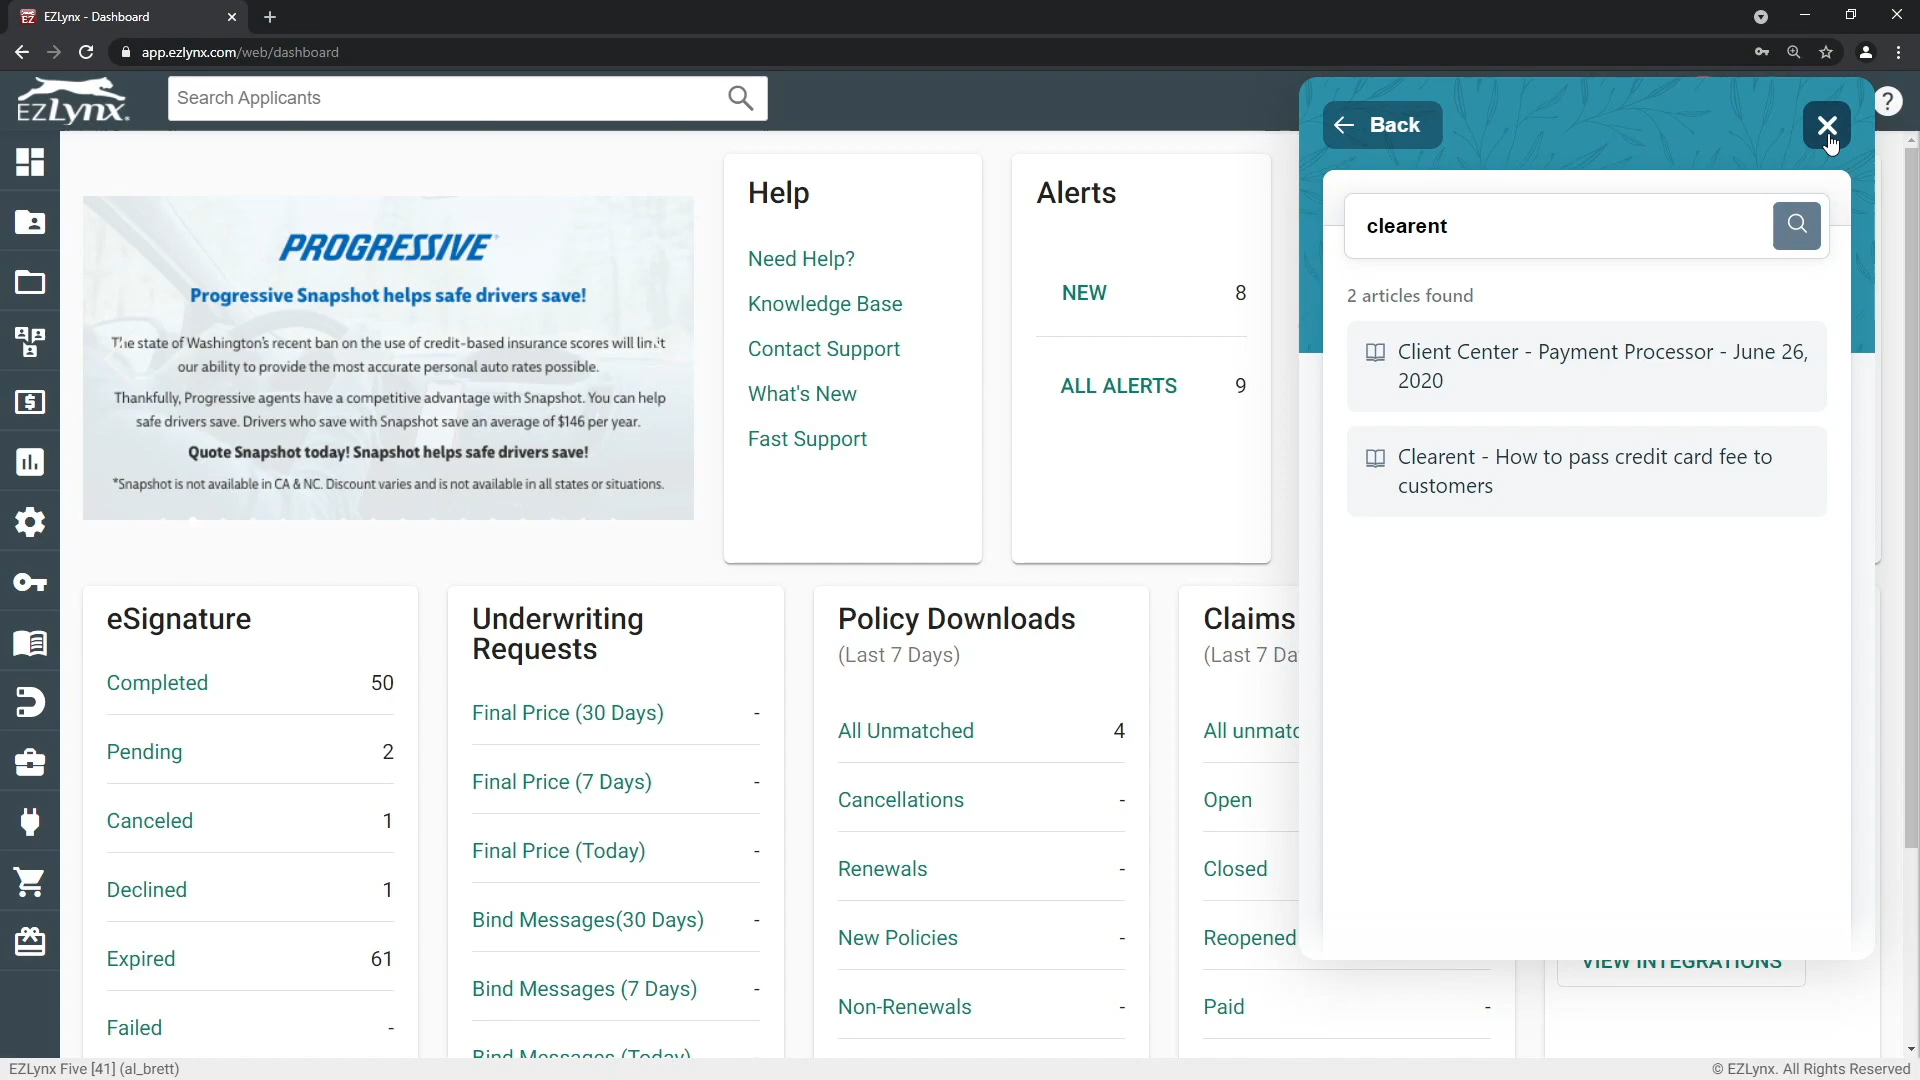 EZLynx - Dashboard
app.ezlynx.com/web/dashboard
EZLynx
Search Applicants
PROGRESSIVE
Progressive Snapshot helps safe drivers save!
The state of Washington's recent ban on the use of credit-based insurance scores will limit
our ability to provide the most accurate personal auto rates possible.
Thankfully, Progressive agents have a competitive advantage with Snapshot. You can help
safe drivers save. Drivers who save with Snapshot save an average of $146 per year.
Quote Snapshot today! Snapshot helps safe drivers save!
*Snapshot is not available in CA & NC. Discount varies and is not available in all states or situations.
Help
Need Help?
Knowledge Base
Contact Support
What's New
Fast Support
Alerts
NEW 8
ALL ALERTS 9
Back
clearent
2 articles found
Client Center - Payment Processor - June 26,
2020
Clearent - How to pass credit card fee to
customers
eSignature
Completed 50
Pending 2
Canceled 1
Declined 1
Expired 61
Failed -
Underwriting
Requests
Final Price (30 Days) -
Final Price (7 Days) -
Final Price (Today) -
Bind Messages(30 Days) -
Bind Messages (7 Days) -
Bind Messages (Today)
Policy Downloads
(Last 7 Days)
All Unmatched 4
Cancellations -
Renewals -
New Policies -
Non-Renewals -
Claims
(Last 7 Da
All unmatc
Open
Closed
Reopened
Paid -
VIEW INTEGRATIONS
EZLynx Five [41] (al_brett)
© EZLynx. All Rights Reserved